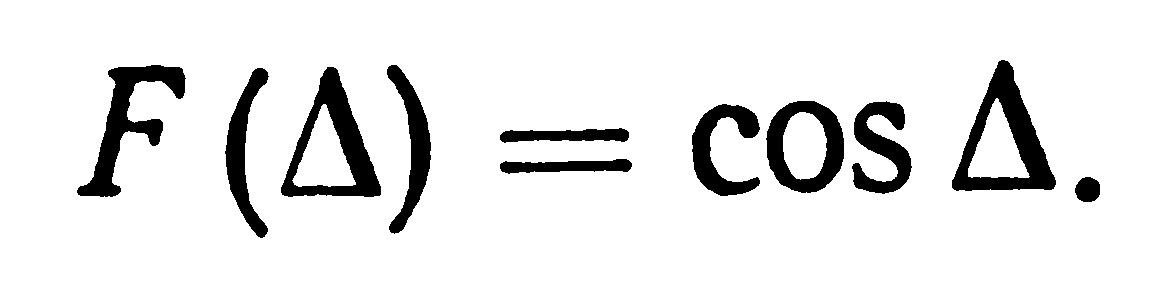 F(Δ) = cos Δ.